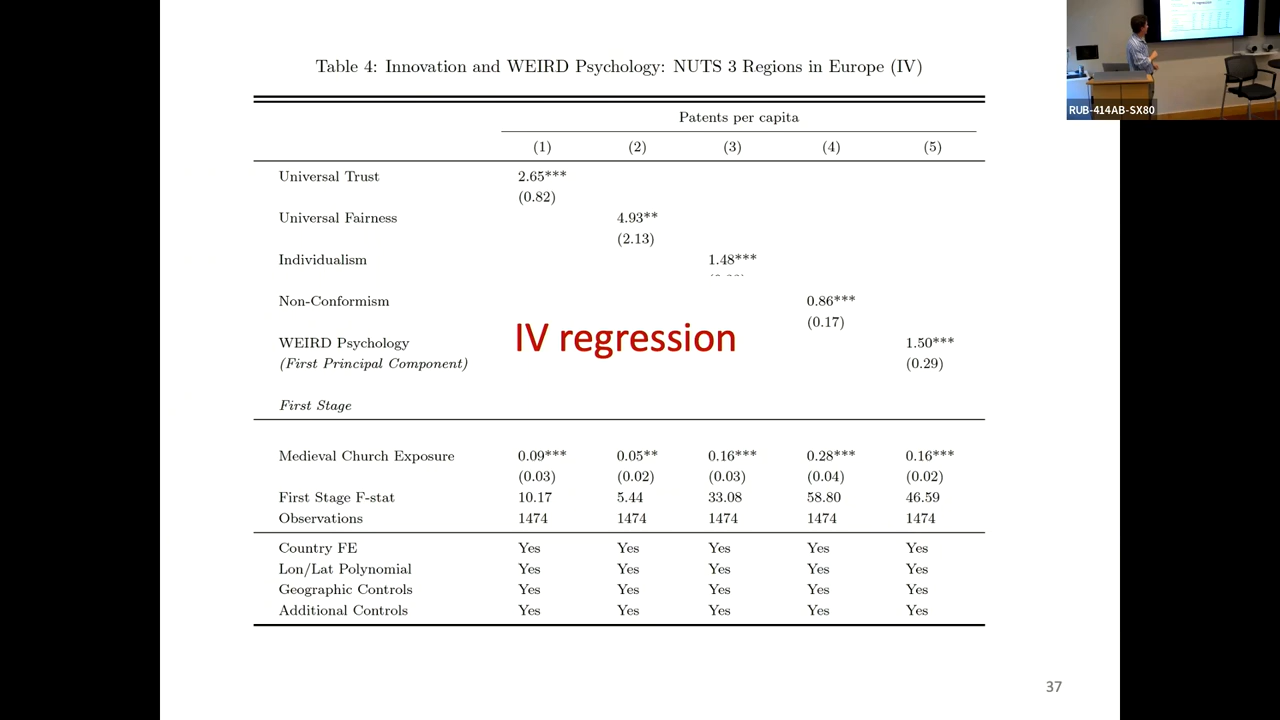 RUB-414AB-SX80
Table 4: Innovation and WEIRD Psychology: NUTS 3 Regions in Europe (IV)
Patents per capita
(1) (2) (3) (4) (5)
Universal Trust 2.65***
(0.82)
Universal Fairness 4.93**
(2.13)
Individualism 1.48***
Non-Conformism 0.86***
(0.17)
IV regression
WEIRD Psychology 1.50***
(First Principal Component) (0.29)
First Stage
Medieval Church Exposure 0.09*** 0.05** 0.16*** 0.28*** 0.16***
(0.03) (0.02) (0.03) (0.04) (0.02)
First Stage F-stat 10.17 5.44 33.08 58.80 46.59
Observations 1474 1474 1474 1474 1474
Country FE Yes Yes Yes Yes Yes
Lon/Lat Polynomial Yes Yes Yes Yes Yes
Geographic Controls Yes Yes Yes Yes Yes
Additional Controls Yes Yes Yes Yes Yes
37